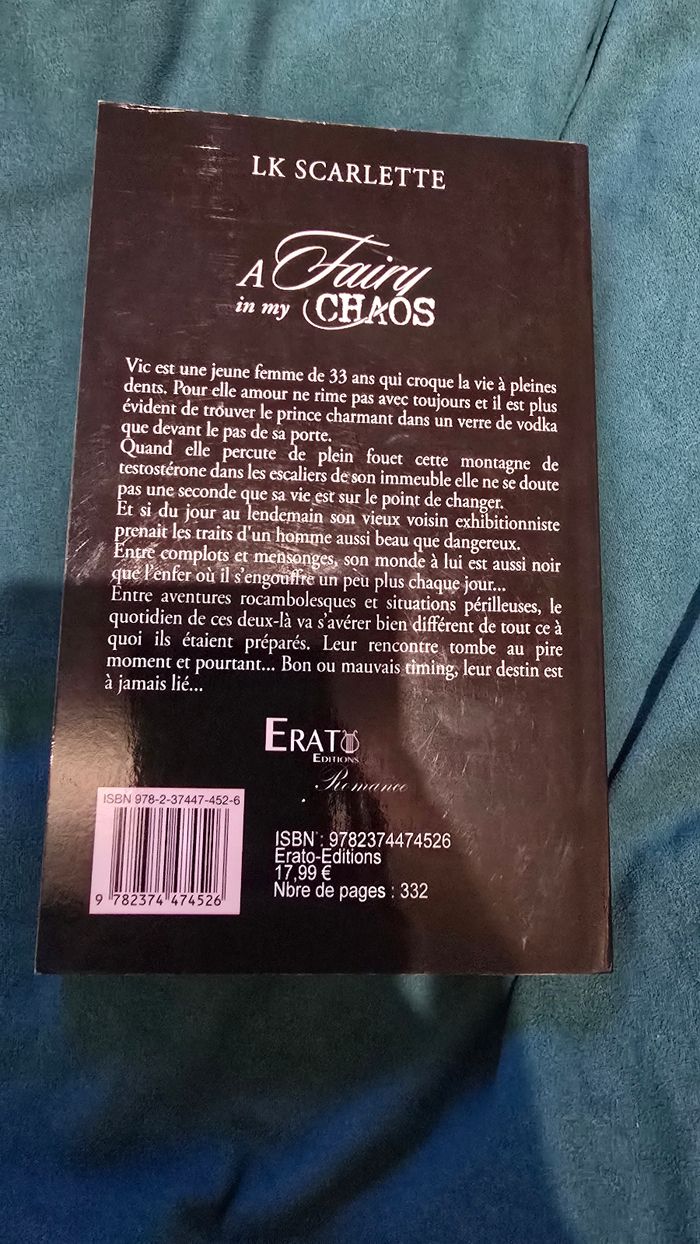 LK SCARLETTE
A Fairy
in my CHAOS
Vic est une jeune femme de 33 ans qui croque la vie à pleines
dents. Pour elle amour ne rime pas avec toujours et il est plus
évident de trouver le prince charmant dans un verre de vodka
que devant le pas de sa porte.
Quand elle percute de plein fouet cette montagne de
testostérone dans les escaliers de son immeuble elle ne se doute
pas une seconde que sa vie est sur le point de changer.
Et si du jour au lendemain son vieux voisin exhibitionniste
prenait les traits d'un homme aussi beau que dangereux.
Entre complots et mensonges, son monde à lui est aussi noir
que l'enfer où il s'engouffre un peu plus chaque jour...
Entre aventures rocambolesques et situations périlleuses, le
quotidien de ces deux-là va s'avérer bien différent de tout ce à
quoi ils étaient préparés. Leur rencontre tombe au pire
moment et pourtant... Bon ou mauvais timing, leur destin est
à jamais lié...
ERATO
EDITIONS
Romance
ISBN 978-2-37447-452-6
9 782374 474526
ISBN : 9782374474526
Erato-Editions
17,99 €
Nbre de pages : 332